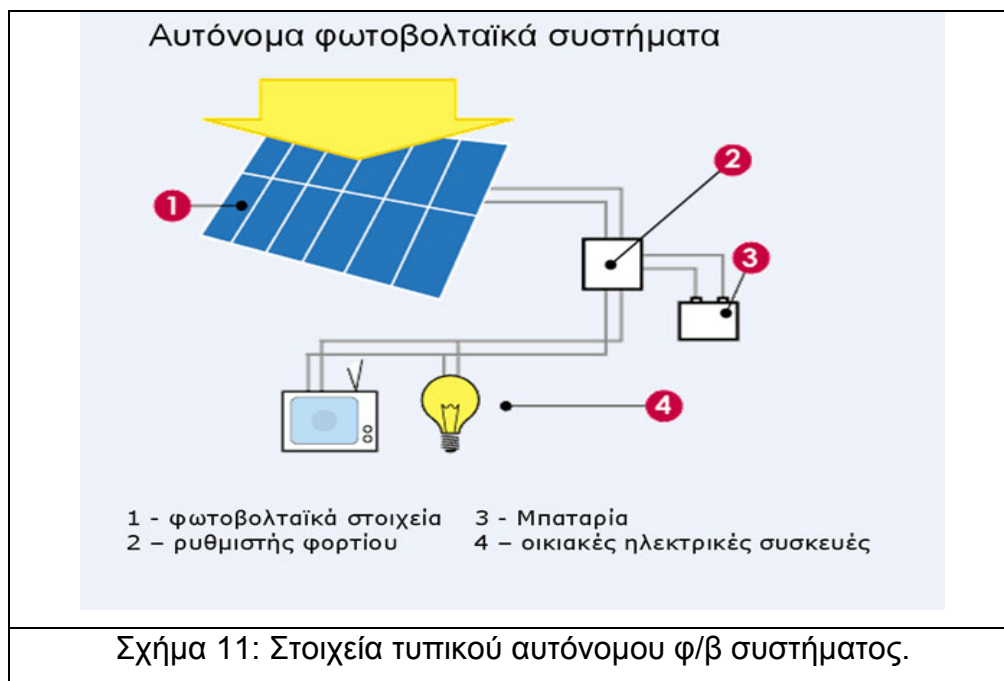 Αυτόνομα φωτοβολταϊκά συστήματα
1
2
3
4
1 - φωτοβολταϊκά στοιχεία 3 - Μπαταρία
2 – ρυθμιστής φορτίου 4 – οικιακές ηλεκτρικές συσκευές
Σχήμα 11: Στοιχεία τυπικού αυτόνομου φ/β συστήματος.